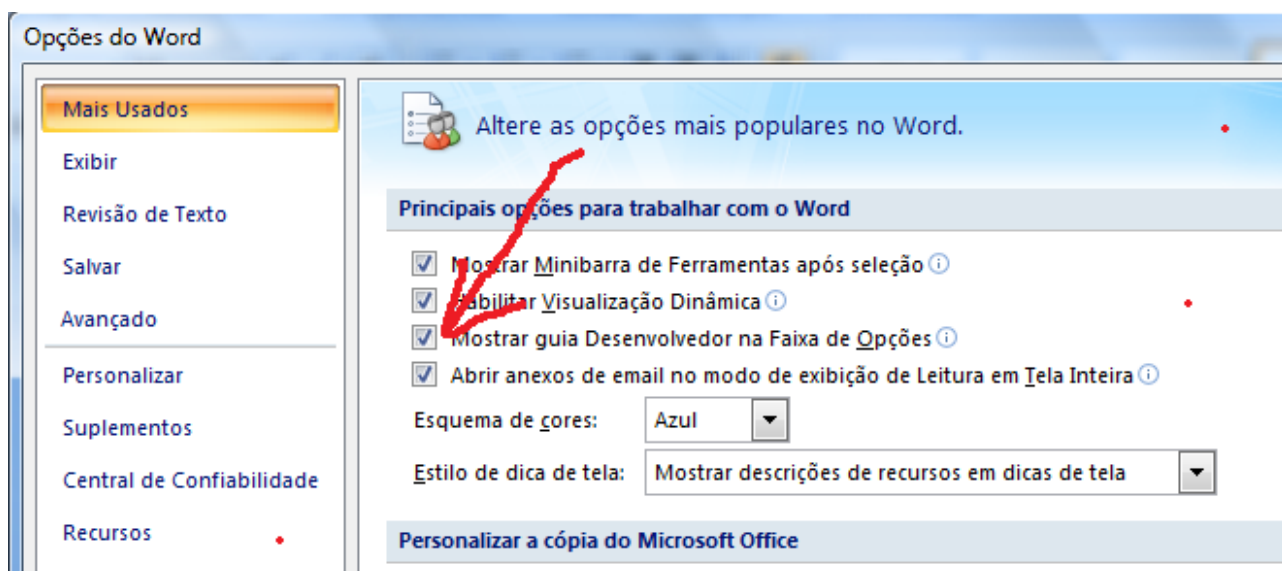 Opções do Word
Mais Usados
Exibir
Revisão de Texto
Salvar
Avançado
Personalizar
Suplementos
Central de Confiabilidade
Recursos
Altere as opções mais populares no Word.
Principais opções para trabalhar com o Word
Mostrar Minibarra de Ferramentas após seleção
Habilitar Visualização Dinâmica
Mostrar guia Desenvolvedor na Faixa de Opções
Abrir anexos de email no modo de exibição de Leitura em Tela Inteira
Esquema de cores: Azul
Estilo de dica de tela: Mostrar descrições de recursos em dicas de tela
Personalizar a cópia do Microsoft Office